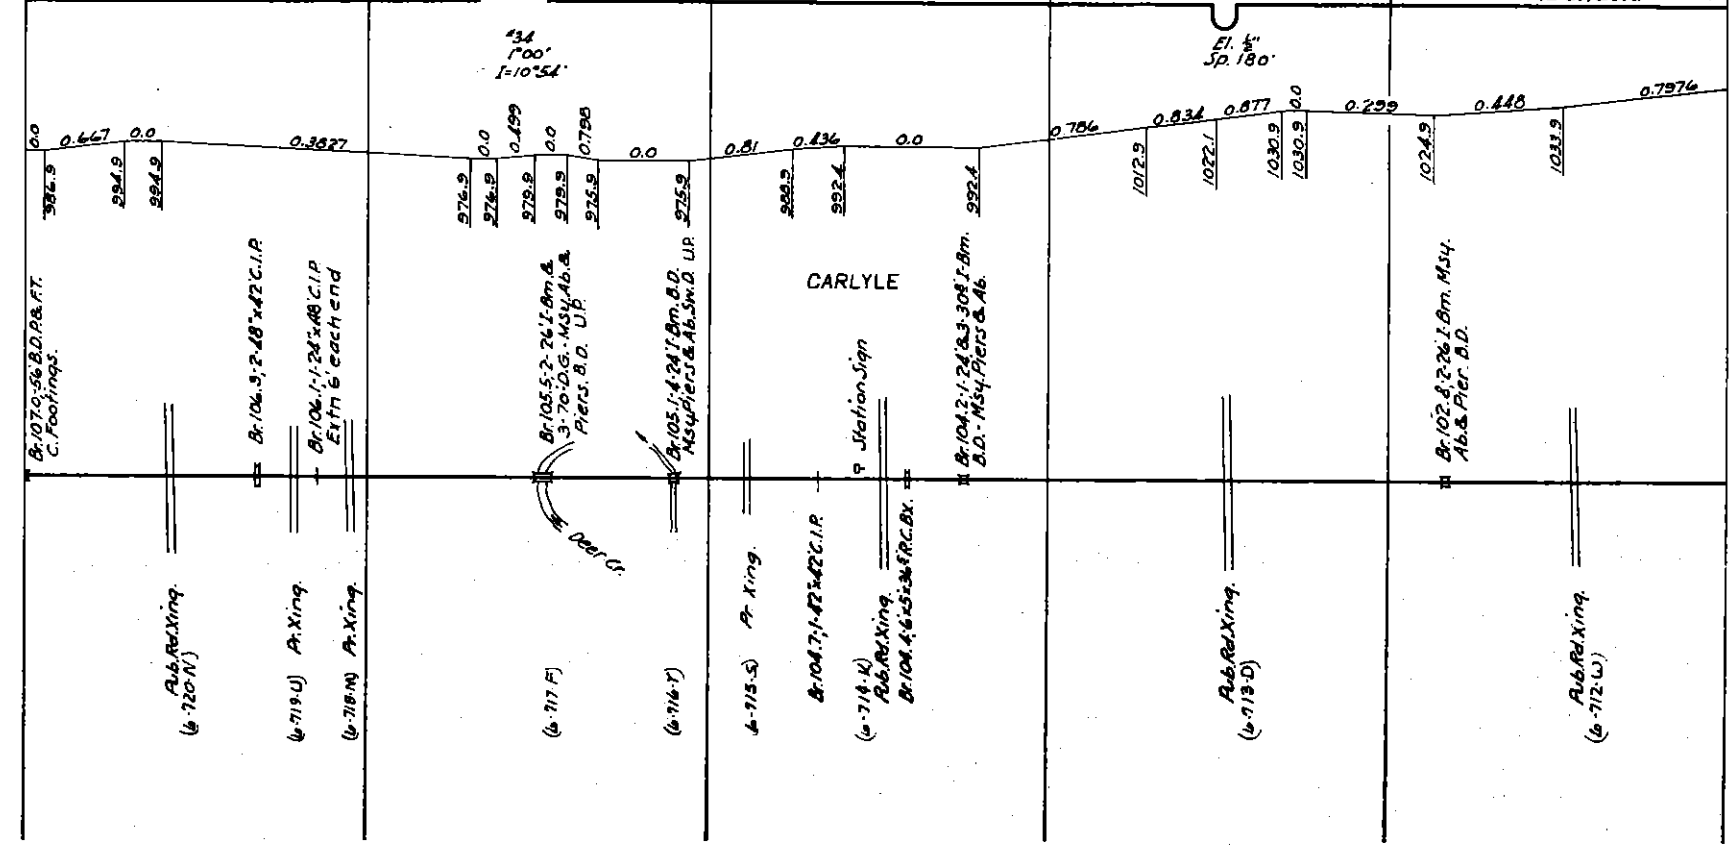 °34
1°00'
I=10°54'
El. ½"
Sp. 180'
0.0
0.667
0.0
0.3827
0.0
0.499
0.0
0.798
0.0
0.81
0.436
0.0
0.786
0.834
0.877
0.0
0.299
0.448
0.7976
986.9
994.9
994.9
976.9
976.9
979.9
979.9
975.9
975.9
988.9
992.4
992.4
1012.9
1022.1
1030.9
1030.9
1024.9
1033.9
Br.107.0,-56' B.D.P.& F.T.
C. Footings.
Br.106.3,-2-48"x42' C.I.P.
Br.106.1,-1-24"x48' C.I.P.
Extn 6' each end
Br.105.5,-2-26' I-Bm.&
3-70' D.G.-Msy.Ab.&
Piers. B.D. U.P.
Br.105.1,-4-24' I-Bm. B.D.
Msy.Piers & Ab. Sw.D. U.P.
CARLYLE
Station Sign
Br.104.2,-1-24' & 3-30' I-Bm.
B.D.-Msy.Piers & Ab.
Br.102.8,-2-26' I-Bm. Msy.
Ab.& Pier. B.D.
Deer C.
Pub.Rd.Xing.
(6-720-N)
(6-719-U) Pr.Xing.
(6-718-M) Pr.Xing.
(6-717-F)
(6-716-Y)
(6-715-S) Pr Xing.
Br.104.7,-1-42"x42' C.I.P.
(6-714-K)
Pub.Rd.Xing.
Br.104.4,-6'x5'x36' R.C.Bx.
Pub.Rd.Xing.
(6-713-D)
Pub.Rd.Xing.
(6-712-W)